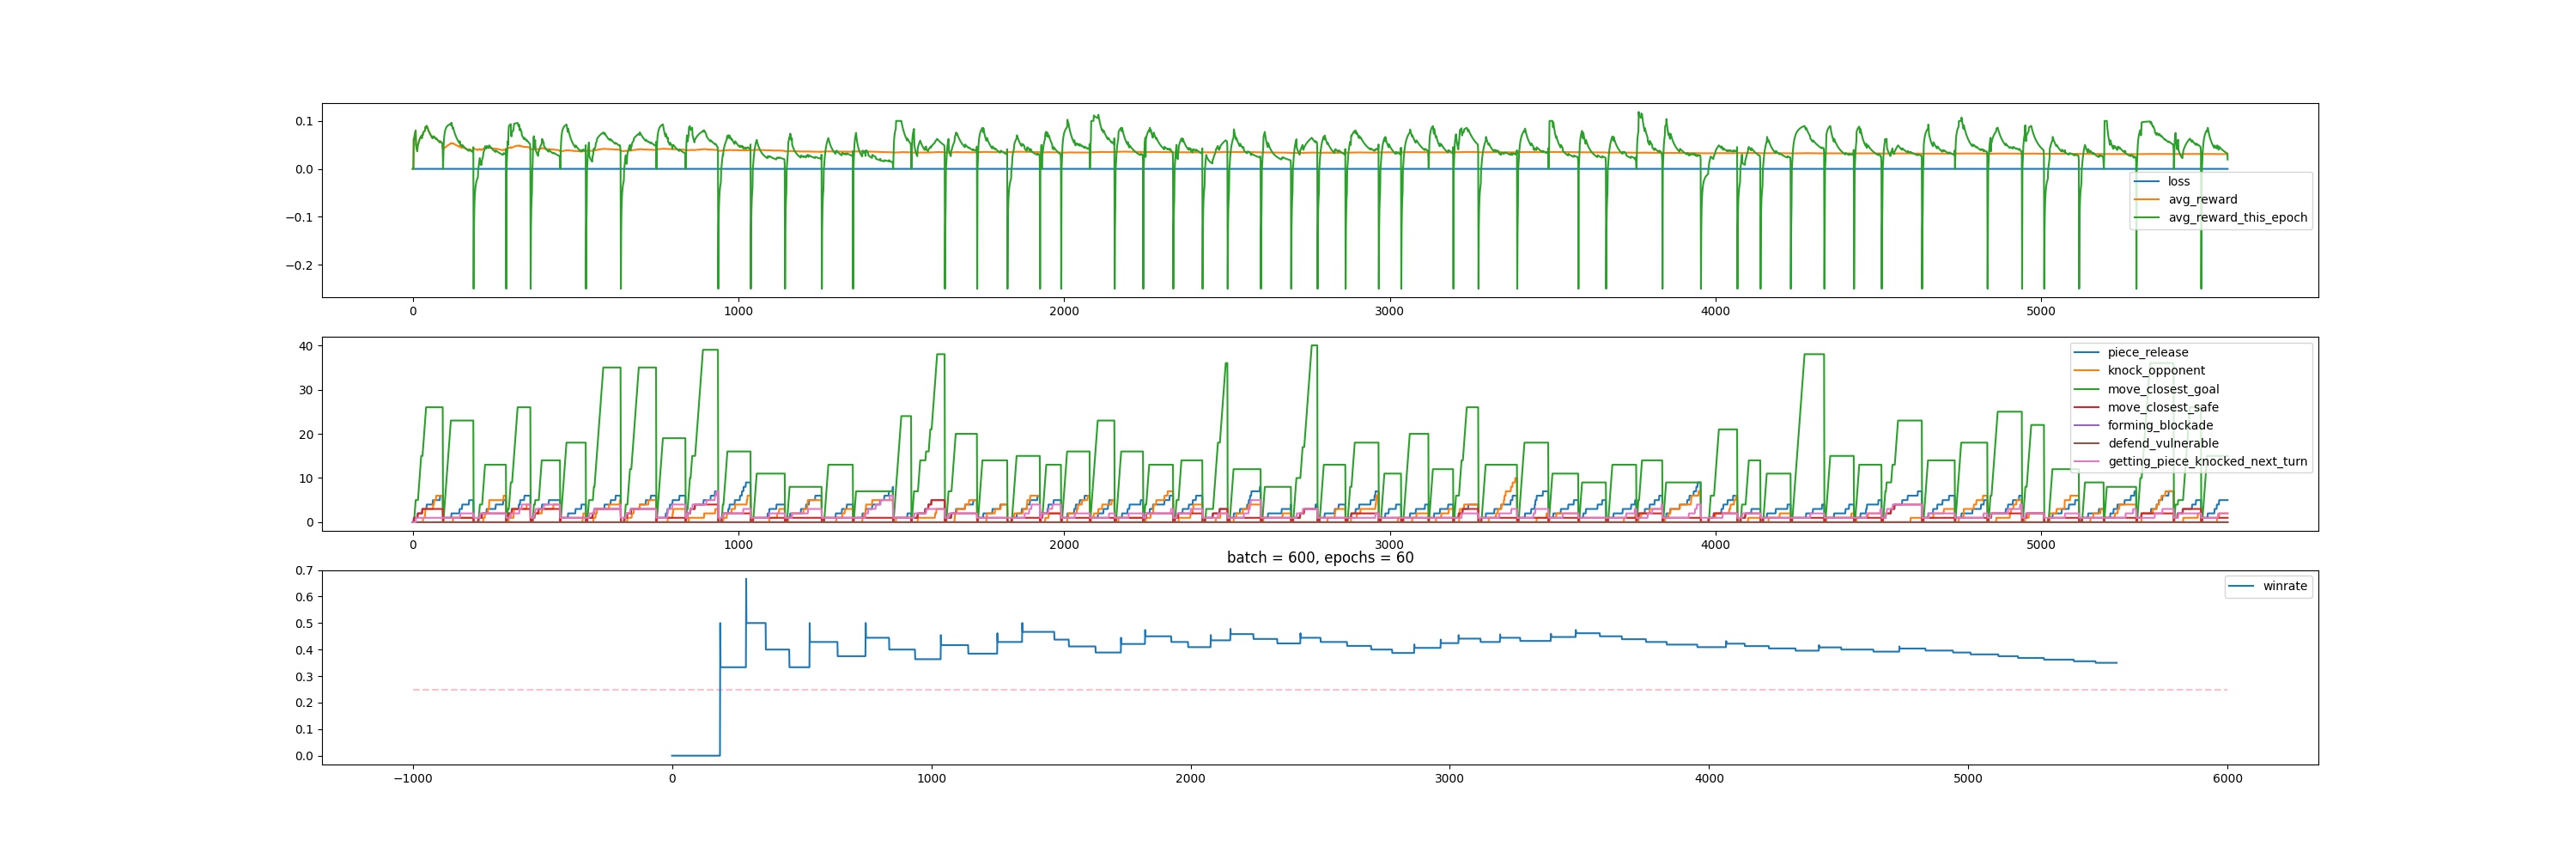 0.1
0.0
−0.1
−0.2
loss
avg_reward
avg_reward_this_epoch
0 1000 2000 3000 4000 5000
40
30
20
10
0
piece_release
knock_opponent
move_closest_goal
move_closest_safe
forming_blockade
defend_vulnerable
getting_piece_knocked_next_turn
0 1000 2000 3000 4000 5000
batch = 600, epochs = 60
0.7
0.6
0.5
0.4
0.3
0.2
0.1
0.0
winrate
−1000 0 1000 2000 3000 4000 5000 6000